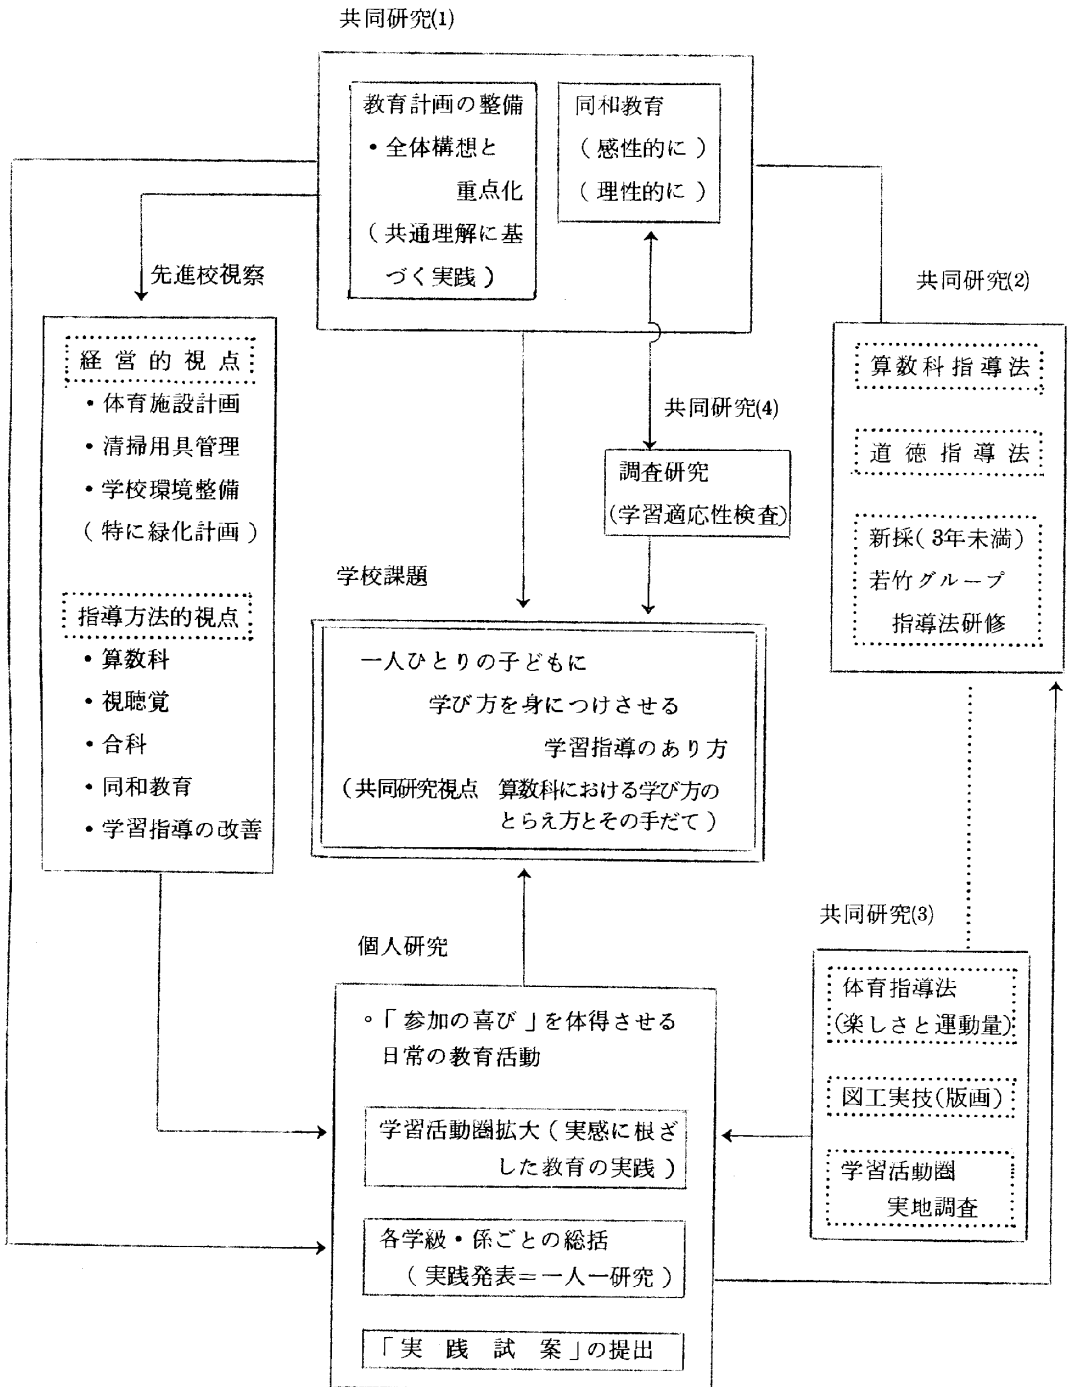 共同研究(1)
教育計画の整備
・全体構想と
重点化
(共通理解に基
づく実践)
同和教育
(感性的に)
(理性的に)
先進校視察
経営的視点
・体育施設計画
・清掃用具管理
・学校環境整備
(特に緑化計画)
指導方法的視点
・算数科
・視聴覚
・合科
・同和教育
・学習指導の改善
共同研究(2)
算数科指導法
道徳指導法
新採(3年未満)
若竹グループ
指導法研修
共同研究(4)
調査研究
(学習適応性検査)
学校課題
一人ひとりの子どもに
学び方を身につけさせる
学習指導のあり方
(共同研究視点 算数科における学び方の
とらえ方とその手だて)
共同研究(3)
体育指導法
(楽しさと運動量)
図工実技(版画)
学習活動圏
実地調査
個人研究
。「参加の喜び」を体得させる
日常の教育活動
学習活動圏拡大(実感に根ざ
した教育の実践)
各学級・係ごとの総括
(実践発表=一人一研究)
「実践試案」の提出